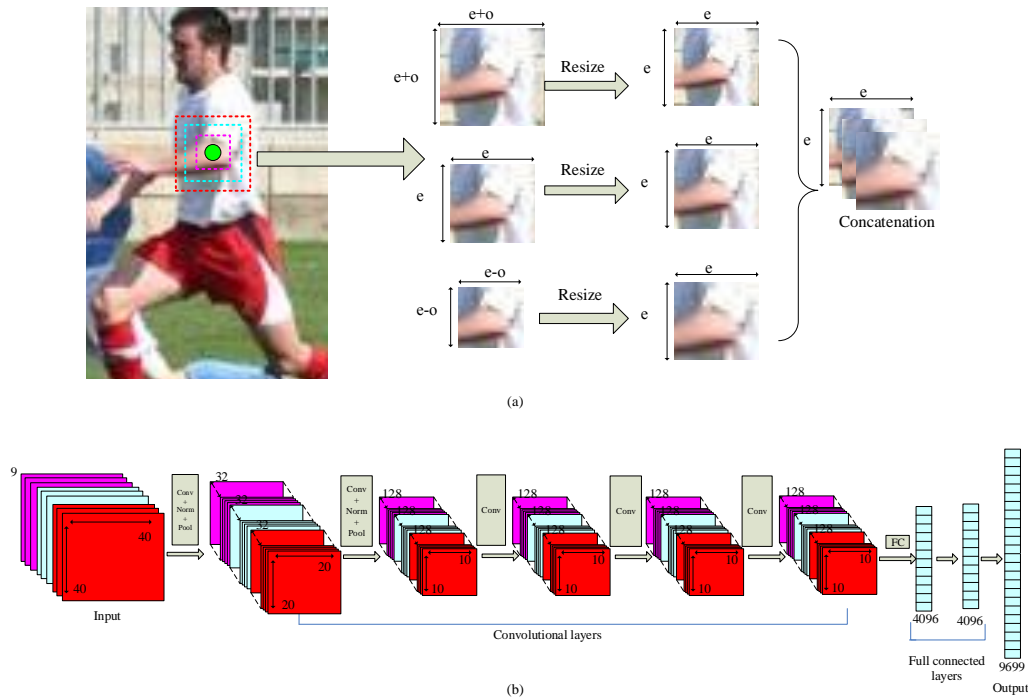 e+o
e+o
Resize
e
e
e
e
Resize
e
e
e
e
Concatenation
e-o
e-o
Resize
e
e
(a)
9
40
40
Input
Conv
+
Norm
+
Pool
32
32
32
20
20
Conv
+
Norm
+
Pool
128
128
128
10
10
Conv
128
128
128
10
10
Conv
128
128
128
10
10
Conv
128
128
128
10
10
Convolutional layers
FC
4096
4096
Full connected
layers
9699
Output
(b)